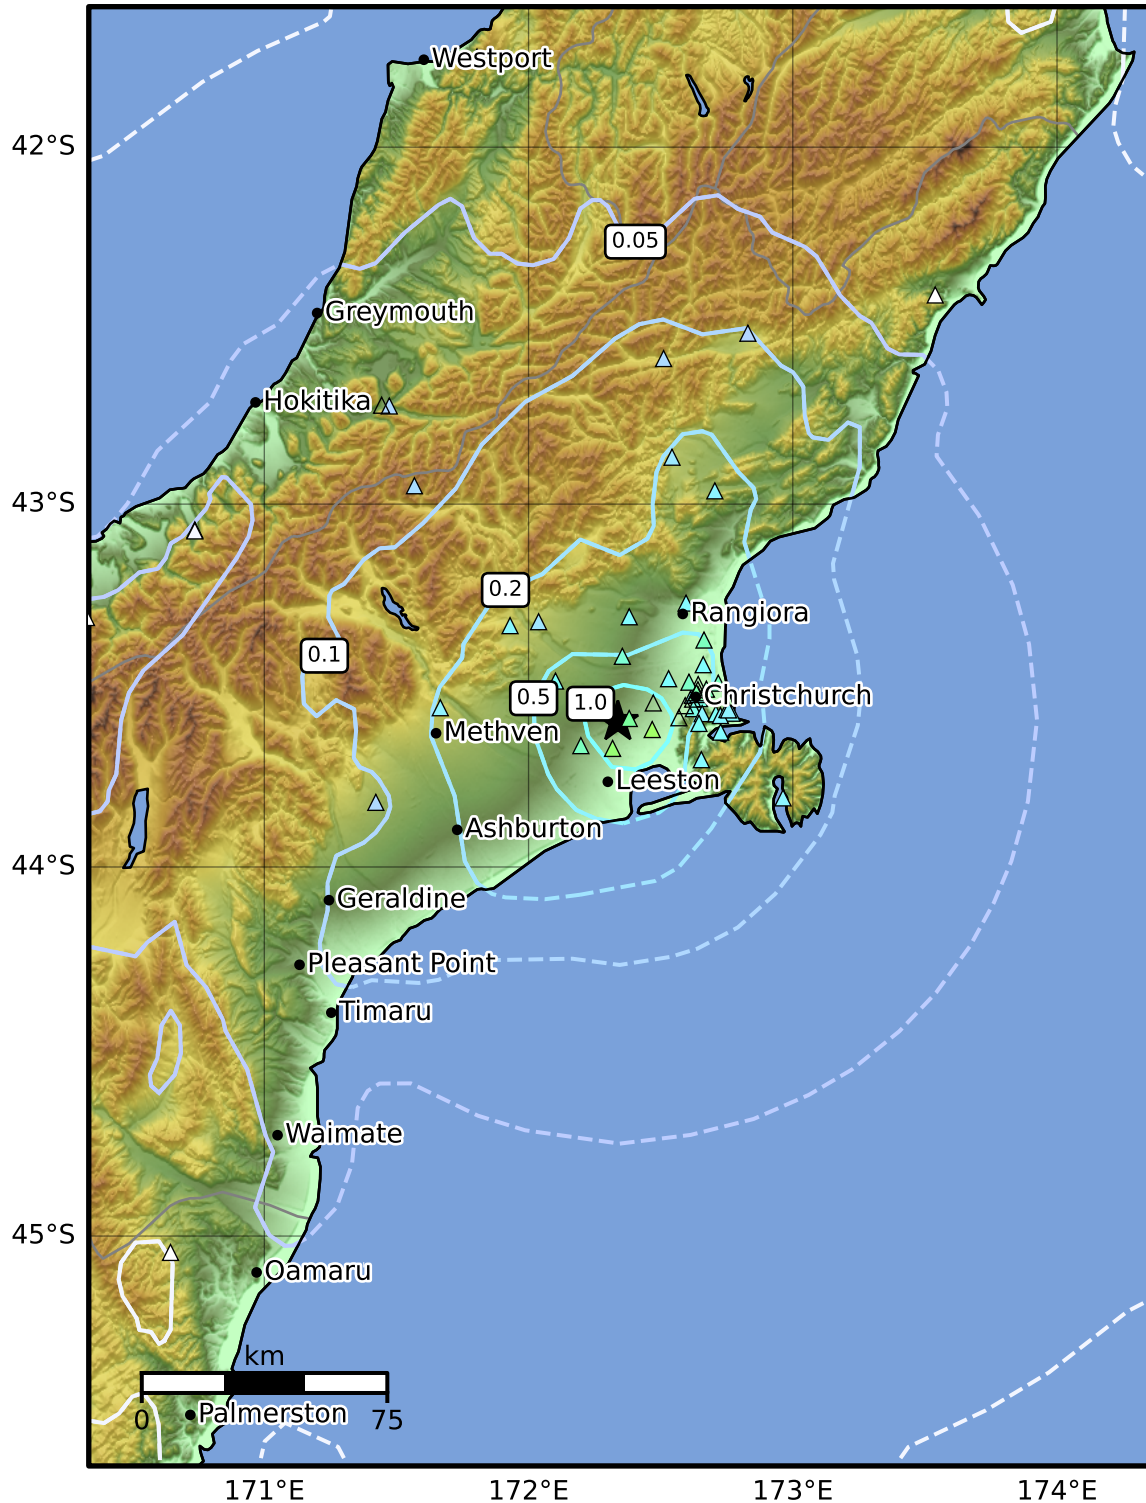 Westport
42°S
0.05
Greymouth
Hokitika
43°S
0.2
Rangiora
0.1
0.5
1.0
Christchurch
Methven
Leeston
Ashburton
44°S
Geraldine
Pleasant Point
Timaru
Waimate
45°S
Oamaru
km
0
75
Palmerston
171°E
172°E
173°E
174°E